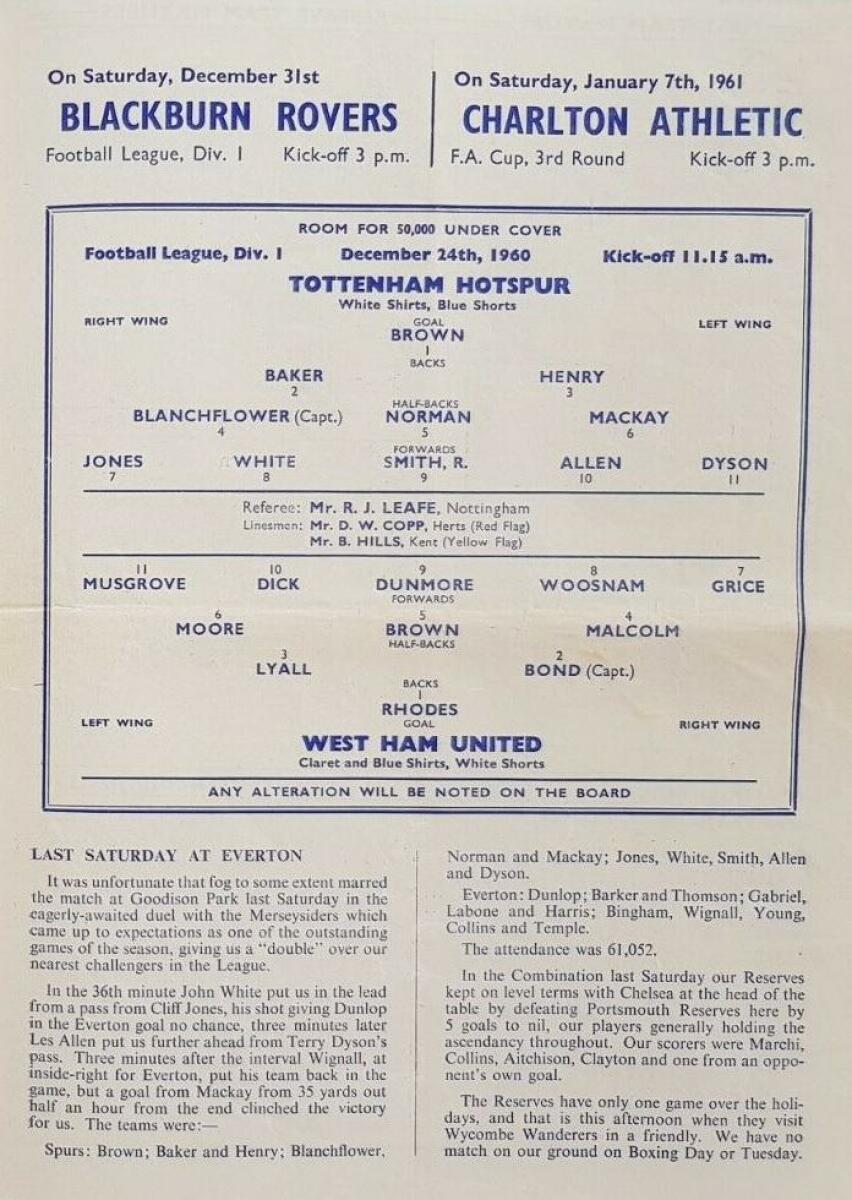 On Saturday, December 31st
BLACKBURN ROVERS
Football League, Div. 1 Kick-off 3 p.m.
On Saturday, January 7th, 1961
CHARLTON ATHLETIC
F.A. Cup, 3rd Round Kick-off 3 p.m.
ROOM FOR 50,000 UNDER COVER
Football League, Div. 1 December 24th, 1960 Kick-off 11.15 a.m.
TOTTENHAM HOTSPUR
White Shirts, Blue Shorts
RIGHT WING GOAL LEFT WING
BROWN
1
BACKS
BAKER HENRY
2 3
HALF-BACKS
BLANCHFLOWER (Capt.) NORMAN MACKAY
4 5 6
FORWARDS
JONES WHITE SMITH, R. ALLEN DYSON
7 8 9 10 11
Referee: Mr. R. J. LEAFE, Nottingham
Linesmen: Mr. D. W. COPP, Herts (Red Flag)
Mr. B. HILLS, Kent (Yellow Flag)
11 10 9 8 7
MUSGROVE DICK DUNMORE WOOSNAM GRICE
FORWARDS
6 5 4
MOORE BROWN MALCOLM
HALF-BACKS
3 2
LYALL BOND (Capt.)
BACKS
1
RHODES
LEFT WING GOAL RIGHT WING
WEST HAM UNITED
Claret and Blue Shirts, White Shorts
ANY ALTERATION WILL BE NOTED ON THE BOARD
LAST SATURDAY AT EVERTON
It was unfortunate that fog to some extent marred
the match at Goodison Park last Saturday in the
eagerly-awaited duel with the Merseysiders which
came up to expectations as one of the outstanding
games of the season, giving us a "double" over our
nearest challengers in the League.
In the 36th minute John White put us in the lead
from a pass from Cliff Jones, his shot giving Dunlop
in the Everton goal no chance, three minutes later
Les Allen put us further ahead from Terry Dyson's
pass. Three minutes after the interval Wignall, at
inside-right for Everton, put his team back in the
game, but a goal from Mackay from 35 yards out
half an hour from the end clinched the victory
for us. The teams were:—
Spurs: Brown; Baker and Henry; Blanchflower,
Norman and Mackay; Jones, White, Smith, Allen
and Dyson.
Everton: Dunlop; Barker and Thomson; Gabriel,
Labone and Harris; Bingham, Wignall, Young,
Collins and Temple.
The attendance was 61,052.
In the Combination last Saturday our Reserves
kept on level terms with Chelsea at the head of the
table by defeating Portsmouth Reserves here by
5 goals to nil, our players generally holding the
ascendancy throughout. Our scorers were Marchi,
Collins, Aitchison, Clayton and one from an oppo-
nent's own goal.
The Reserves have only one game over the holi-
days, and that is this afternoon when they visit
Wycombe Wanderers in a friendly. We have no
match on our ground on Boxing Day or Tuesday.